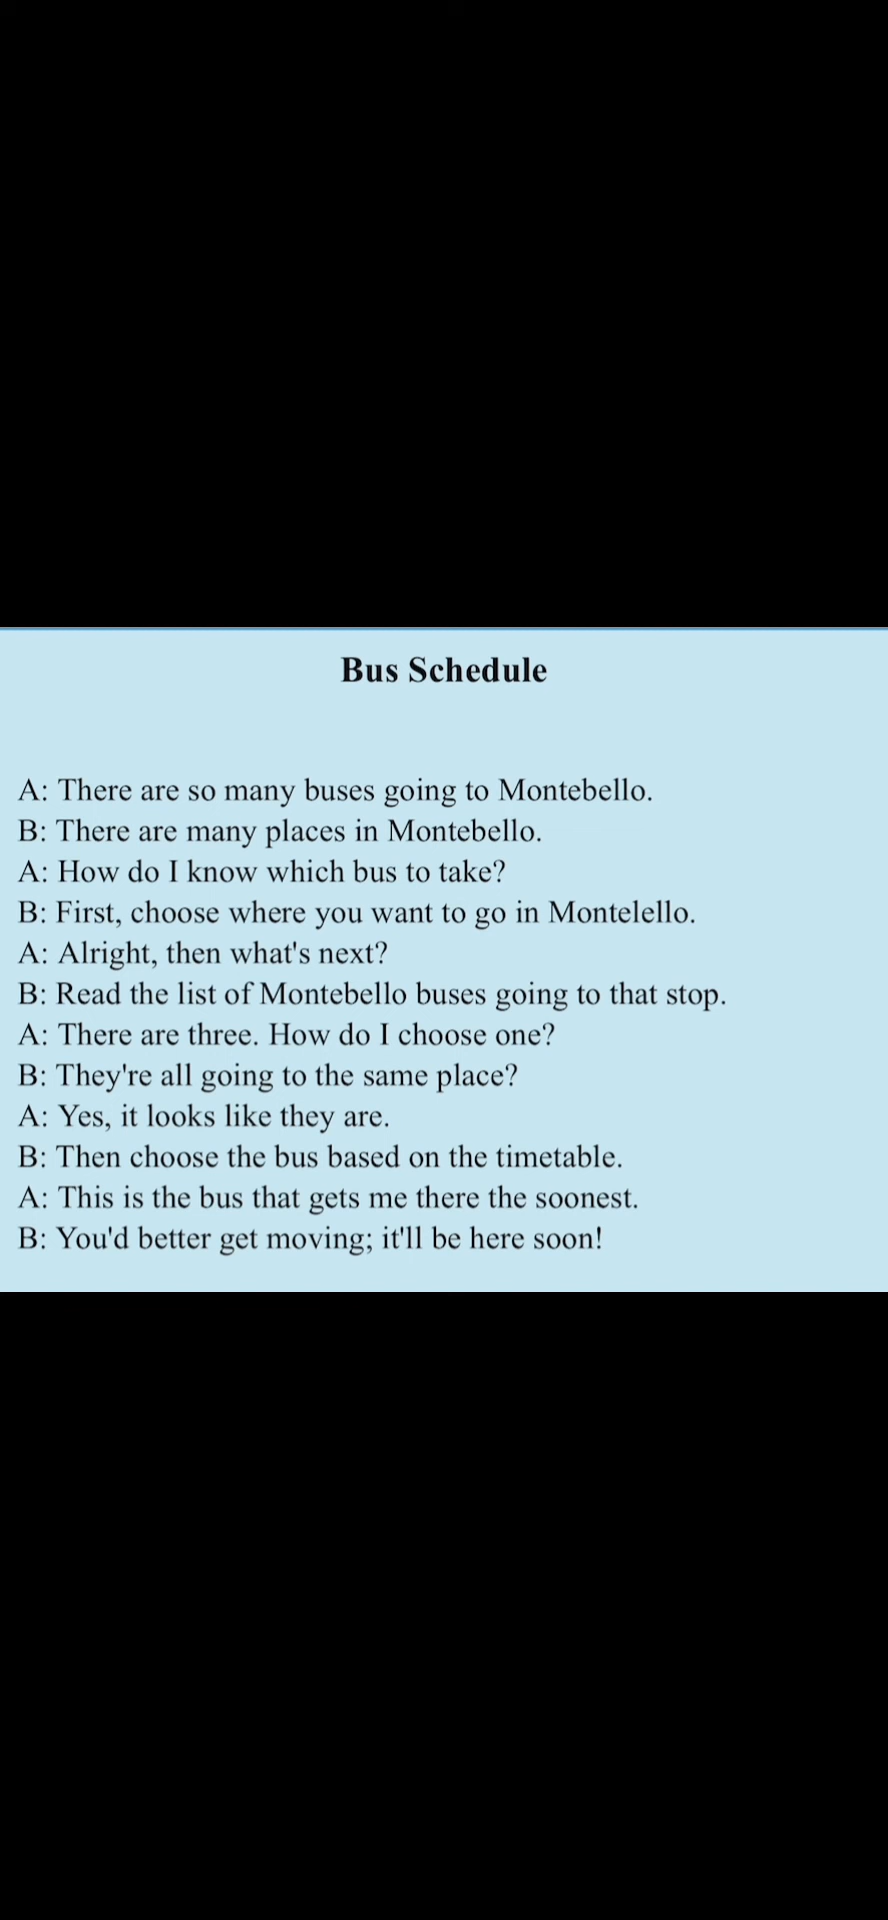 Bus Schedule
A: There are so many buses going to Montebello.
B: There are many places in Montebello.
A: How do I know which bus to take?
B: First, choose where you want to go in Montelello.
A: Alright, then what's next?
B: Read the list of Montebello buses going to that stop.
A: There are three. How do I choose one?
B: They're all going to the same place?
A: Yes, it looks like they are.
B: Then choose the bus based on the timetable.
A: This is the bus that gets me there the soonest.
B: You'd better get moving; it'll be here soon!